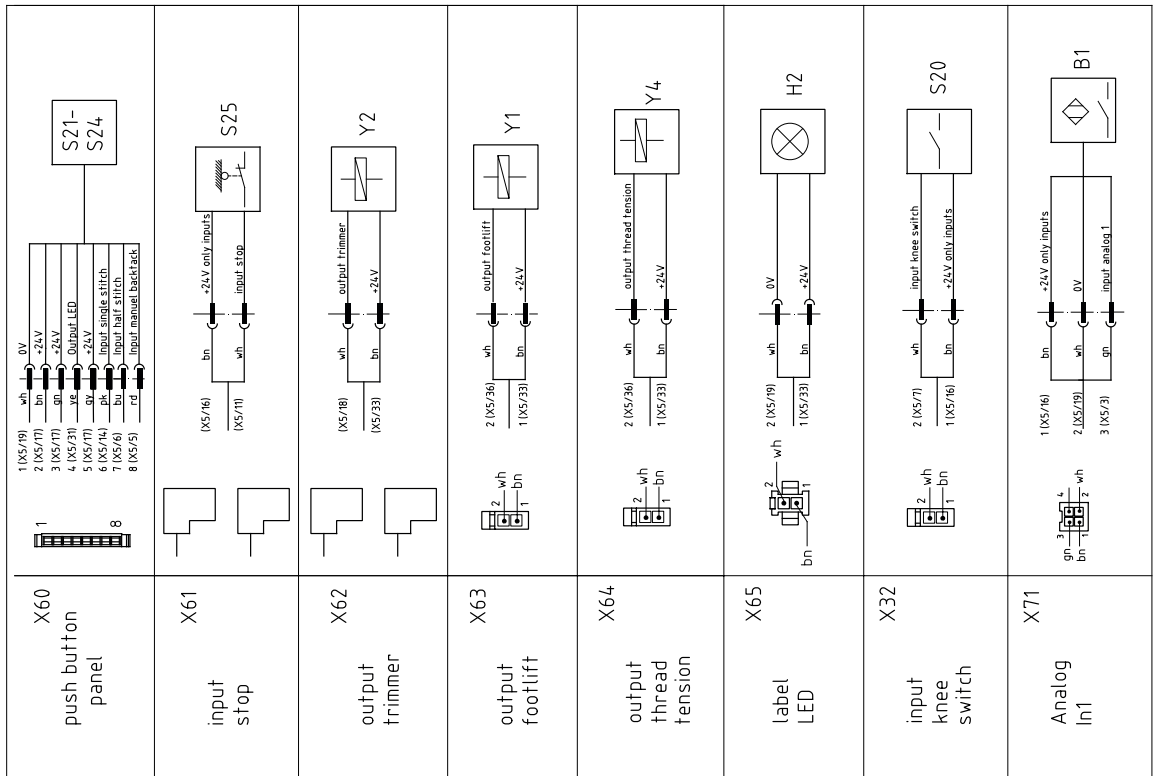 S21-
S24
0V
+24V
+24V
Output LED
+24V
Input single stitch
Input half stitch
Input manuel backtack
wh
bn
gn
ye
gy
pk
bu
rd
1 (X5/19)
2 (X5/17)
3 (X5/17)
4 (X5/31)
5 (X5/17)
6 (X5/14)
7 (X5/6)
8 (X5/5)
1
8
X60
push button
panel
S25
+24V only inputs
input stop
bn
wh
(X5/16)
(X5/11)
X61
input
stop
Y2
output trimmer
+24V
wh
bn
(X5/18)
(X5/33)
X62
output
trimmer
Y1
output footlift
+24V
wh
bn
2 (X5/36)
1 (X5/33)
2
wh
bn
1
X63
output
footlift
Y4
output thread tension
+24V
wh
bn
2 (X5/36)
1 (X5/36)
2
wh
bn
1
X64
output
thread
tension
H2
0V
+24V
wh
bn
2 (X5/19)
1 (X5/33)
wh
2
1
bn
X65
label
LED
S20
input knee switch
+24V only inputs
wh
bn
2 (X5/7)
1 (X5/16)
2
wh
bn
1
X32
input
knee
switch
B1
+24V only inputs
0V
input analog 1
bn
wh
gn
1 (X5/16)
2 (X5/19)
3 (X5/3)
3
4
gn
wh
bn
1
2
X71
Analog
In1